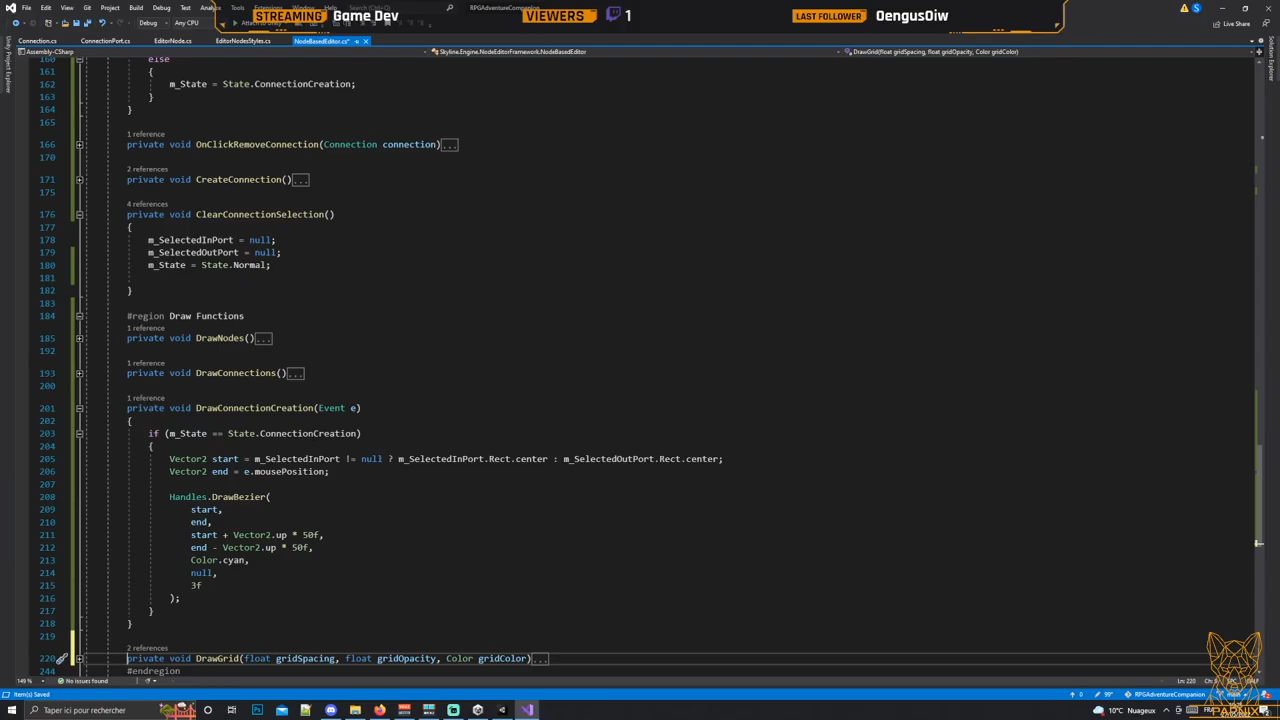 STREAMING Game Dev VIEWERS 1 LAST FOLLOWER OengusOiw
File Edit View Git Project Build Debug Test Analyze Tools Extensions RPGAdventureCompanion
Debug Any CPU
Connection.cs ConnectionPort.cs EditorNode.cs EditorNodesStyles.cs NodeBasedEditor.cs*
Assembly-CSharp Skyline.Engine.NodeEditorFramework.NodeBasedEditor DrawGrid(float gridSpacing, float gridOpacity, Color gridColor)
160 else
161 {
162 m_State = State.ConnectionCreation;
163 }
164 }
165
1 reference
166 private void OnClickRemoveConnection(Connection connection)...
170
2 references
171 private void CreateConnection()...
175
4 references
176 private void ClearConnectionSelection()
177 {
178 m_SelectedInPort = null;
179 m_SelectedOutPort = null;
180 m_State = State.Normal;
181
182 }
183
184 #region Draw Functions
1 reference
185 private void DrawNodes()...
192
1 reference
193 private void DrawConnections()...
200
1 reference
201 private void DrawConnectionCreation(Event e)
202 {
203 if (m_State == State.ConnectionCreation)
204 {
205 Vector2 start = m_SelectedInPort != null ? m_SelectedInPort.Rect.center : m_SelectedOutPort.Rect.center;
206 Vector2 end = e.mousePosition;
207
208 Handles.DrawBezier(
209 start,
210 end,
211 start + Vector2.up * 50f,
212 end - Vector2.up * 50f,
213 Color.cyan,
214 null,
215 3f
216 );
217 }
218 }
219
2 references
220 private void DrawGrid(float gridSpacing, float gridOpacity, Color gridColor)...
244 #endregion
149 % No issues found Ln: 220
Item(s) Saved 0 99+ RPGAdventureCompanion main
Taper ici pour rechercher 10°C Nuageux
PAPNIX
Unity Project Explorer
Solution Explorer